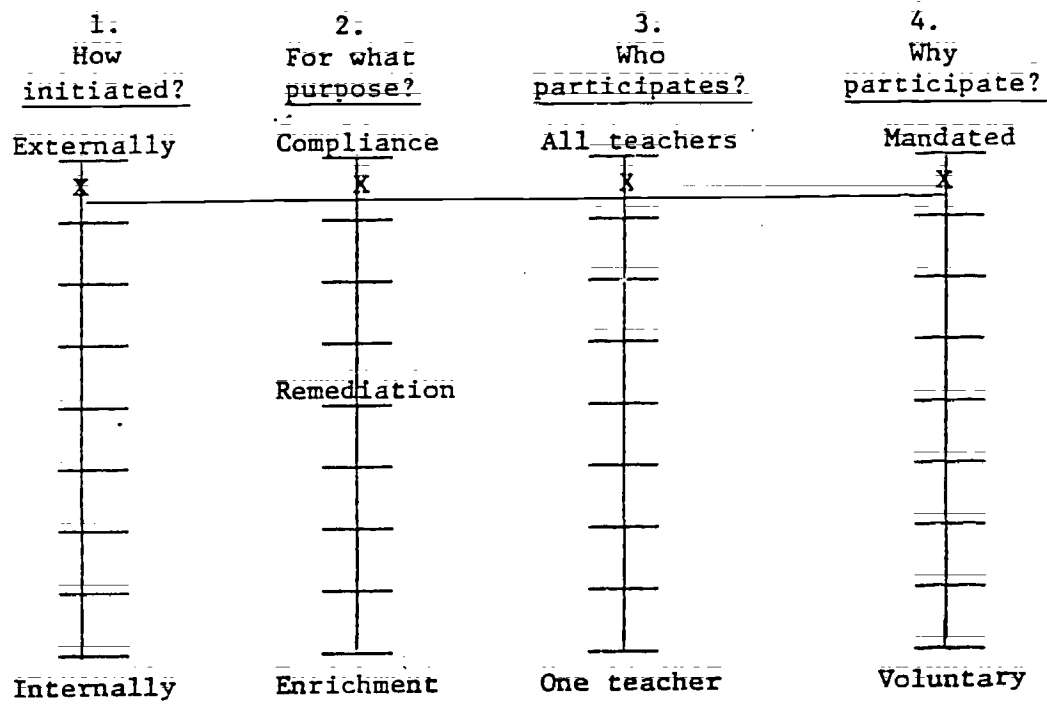 1. 2. 3. 4.
How For what Who Why
initiated? purpose? participates? participate?
Externally Compliance All teachers Mandated
X X X X
Remediation
Internally Enrichment One teacher Voluntary